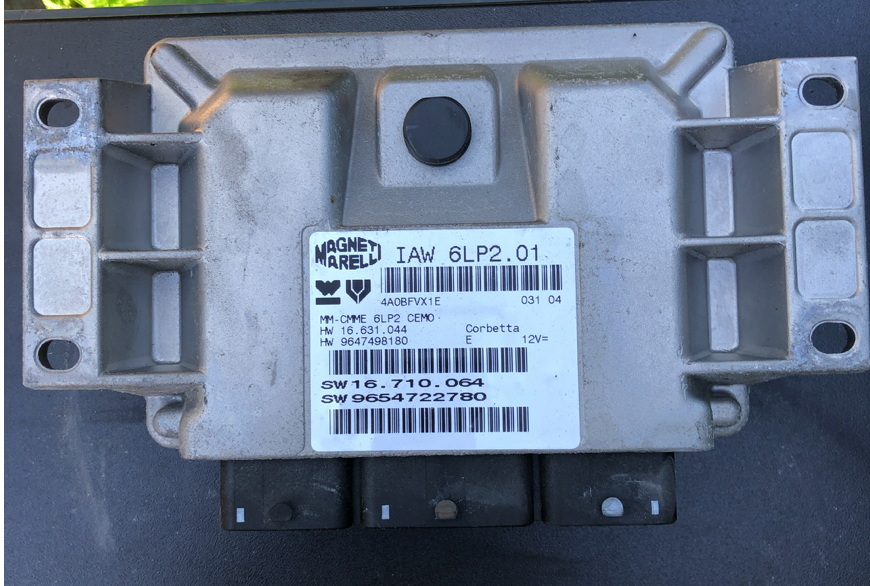 MAGNETI MARELLI
IAW 6LP2.01
4A0BFVX1E 031 04
MM-CMME 6LP2 CEMO
HW 16.631.044 Corbetta
HW 9647498180 E 12V=
SW16.710.064
SW9654722780